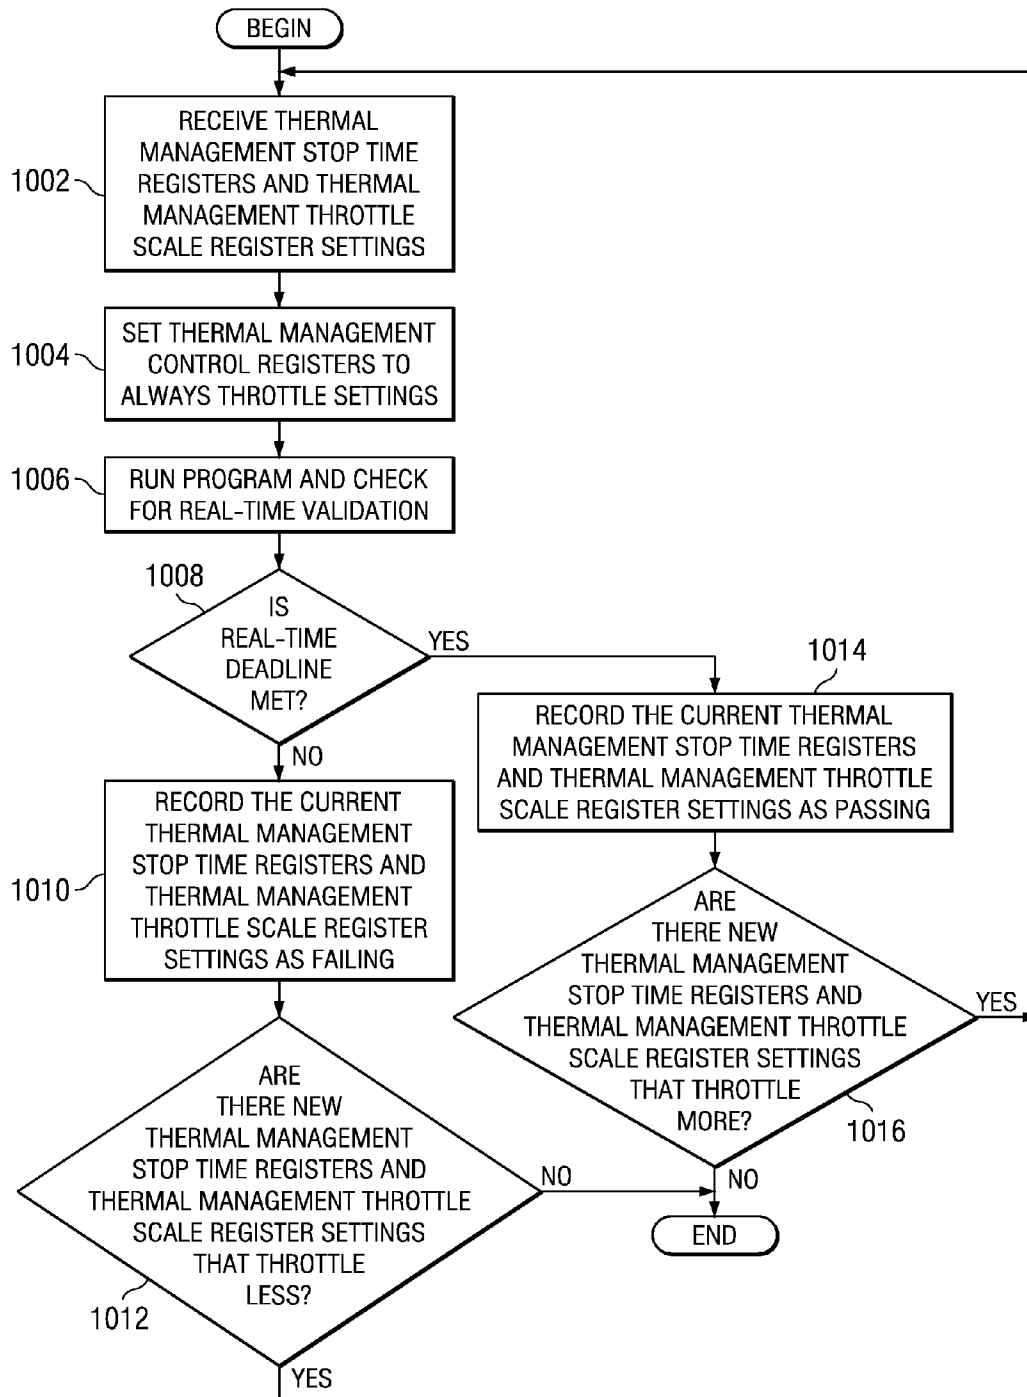 BEGIN
RECEIVE THERMAL
MANAGEMENT STOP TIME
REGISTERS AND THERMAL
MANAGEMENT THROTTLE
SCALE REGISTER SETTINGS
1002
SET THERMAL MANAGEMENT
CONTROL REGISTERS TO
ALWAYS THROTTLE SETTINGS
1004
RUN PROGRAM AND CHECK
FOR REAL-TIME VALIDATION
1006
1008
IS
REAL-TIME
DEADLINE
MET?
YES
NO
1014
RECORD THE CURRENT THERMAL
MANAGEMENT STOP TIME REGISTERS
AND THERMAL MANAGEMENT THROTTLE
SCALE REGISTER SETTINGS AS PASSING
RECORD THE CURRENT
THERMAL MANAGEMENT
STOP TIME REGISTERS AND
THERMAL MANAGEMENT
THROTTLE SCALE REGISTER
SETTINGS AS FAILING
1010
ARE
THERE NEW
THERMAL MANAGEMENT
STOP TIME REGISTERS AND
THERMAL MANAGEMENT THROTTLE
SCALE REGISTER SETTINGS
THAT THROTTLE
MORE?
YES
1016
NO
ARE
THERE NEW
THERMAL MANAGEMENT
STOP TIME REGISTERS AND
THERMAL MANAGEMENT THROTTLE
SCALE REGISTER SETTINGS
THAT THROTTLE
LESS?
NO
1012
YES
END